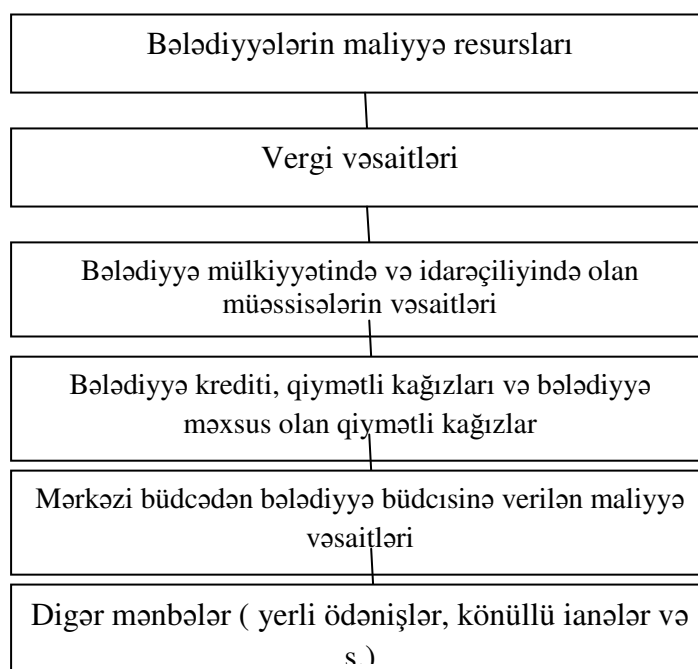 Bələdiyyələrin maliyyə resursları
Vergi vəsaitləri
Bələdiyyə mülkiyyətində və idarəçiliyində olan
müəssisələrin vəsaitləri
Bələdiyyə krediti, qiymətli kağızları və bələdiyyə
məxsus olan qiymətli kağızlar
Mərkəzi büdcədən bələdiyyə büdcısinə verilən maliyyə
vəsaitləri
Digər mənbələr ( yerli ödənişlər, könüllü ianələr və
s.)